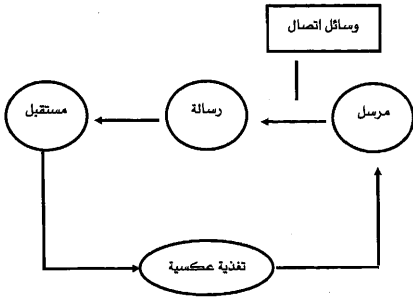 وسائل اتصال
مرسل
رسالة
مستقبل
تغذية عكسية